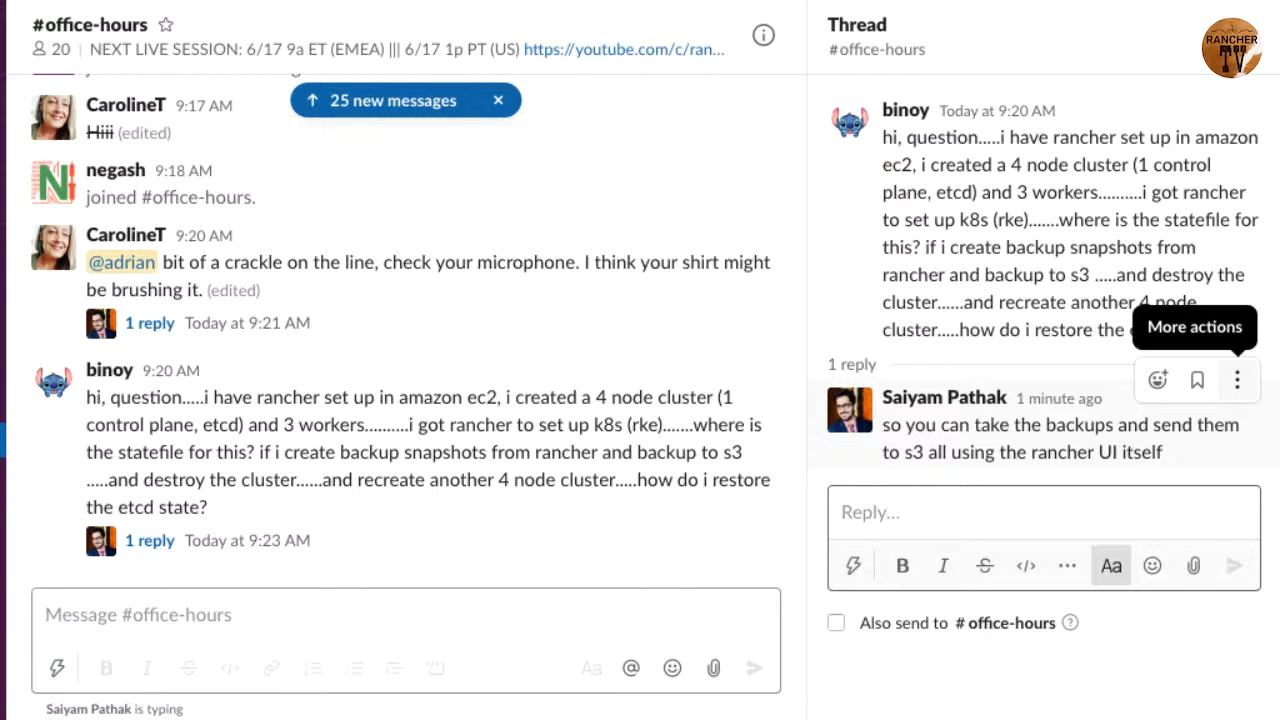 #office-hours
20 | NEXT LIVE SESSION: 6/17 9a ET (EMEA) ||| 6/17 1p PT (US) https://youtube.com/c/ran...
25 new messages
CarolineT 9:17 AM
Hiii (edited)
negash 9:18 AM
joined #office-hours.
CarolineT 9:20 AM
@adrian bit of a crackle on the line, check your microphone. I think your shirt might
be brushing it. (edited)
1 reply Today at 9:21 AM
binoy 9:20 AM
hi, question.....i have rancher set up in amazon ec2, i created a 4 node cluster (1
control plane, etcd) and 3 workers..........i got rancher to set up k8s (rke).......where is
the statefile for this? if i create backup snapshots from rancher and backup to s3
.....and destroy the cluster......and recreate another 4 node cluster.....how do i restore
the etcd state?
1 reply Today at 9:23 AM
Message #office-hours
Saiyam Pathak is typing
Thread
#office-hours
RANCHER
TV
binoy Today at 9:20 AM
hi, question.....i have rancher set up in amazon
ec2, i created a 4 node cluster (1 control
plane, etcd) and 3 workers..........i got rancher
to set up k8s (rke).......where is the statefile for
this? if i create backup snapshots from
rancher and backup to s3 .....and destroy the
cluster......and recreate another 4 node
cluster.....how do i restore the
More actions
1 reply
Saiyam Pathak 1 minute ago
so you can take the backups and send them
to s3 all using the rancher UI itself
Reply...
B I S </> Aa
Also send to # office-hours